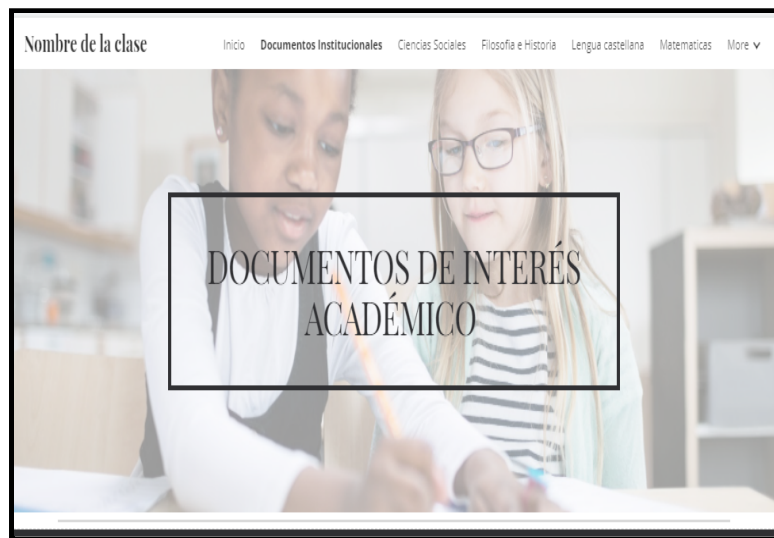 Nombre de la clase
Inicio Documentos Institucionales Ciencias Sociales Filosofia e Historia Lengua castellana Matematicas More
DOCUMENTOS DE INTERÉS
ACADÉMICO